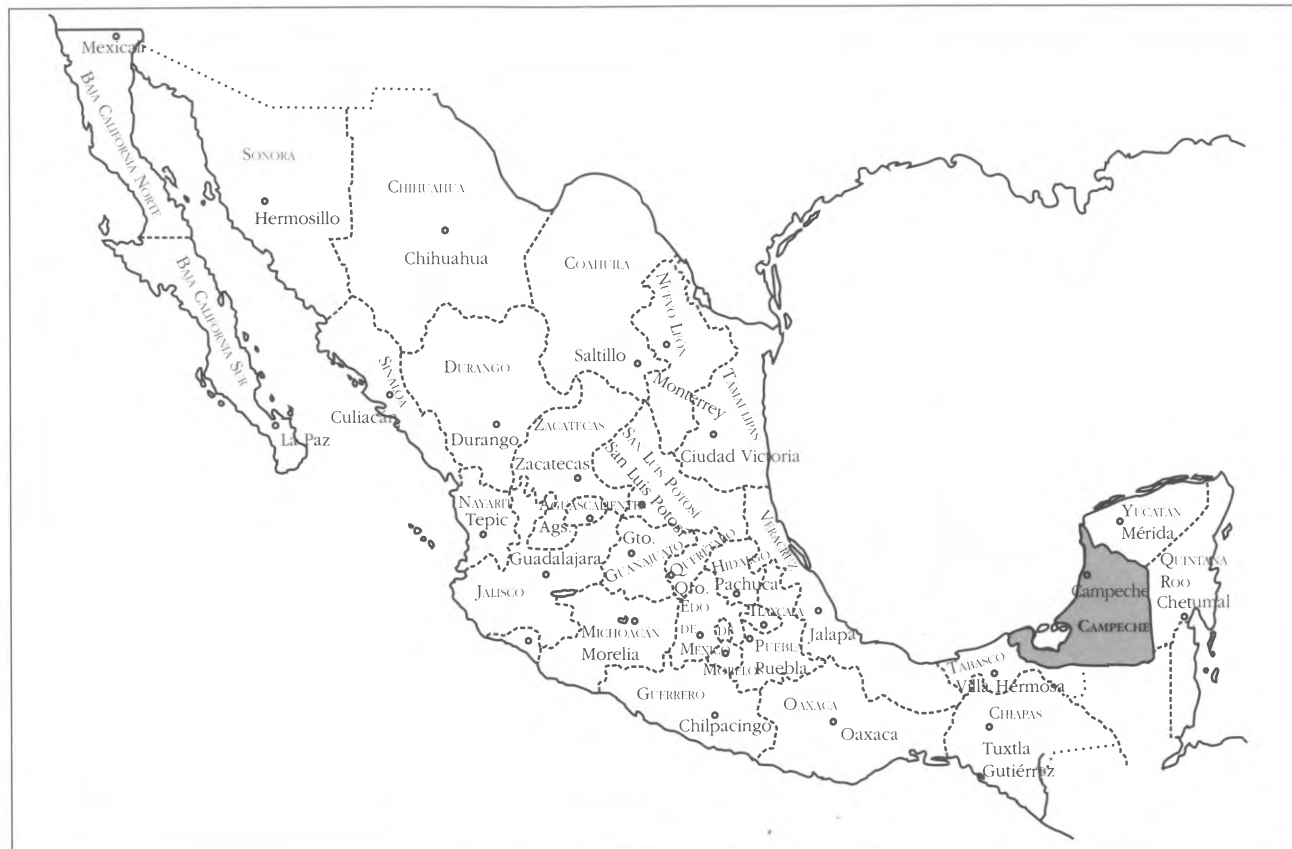 Mexicali
BAJA CALIFORNIA NORTE
SONORA
Hermosillo
CHIHUAHUA
Chihuahua
BAJA CALIFORNIA SUR
La Paz
COAHUILA
Saltillo
NUEVO LEÓN
Monterrey
TAMAULIPAS
Ciudad Victoria
SINALOA
Culiacán
DURANGO
Durango
ZACATECAS
Zacatecas
SAN LUIS POTOSÍ
San Luis Potosí
NAYARIT
Tepic
AGUASCALIENTES
Ags.
Gto.
GUANAJUATO
QUERÉTARO
Qro.
HIDALGO
Pachuca
VERACRUZ
Jalapa
Guadalajara
JALISCO
MICHOACÁN
Morelia
EDO
DE
MÉXICO
DF
TLAXCALA
PUEBLA
Puebla
MORELO
GUERRERO
Chilpacingo
OAXACA
Oaxaca
TABASCO
Villa Hermosa
CHIAPAS
Tuxtla
Gutiérrez
YUCATÁN
Mérida
Campeche
CAMPECHE
QUINTANA
ROO
Chetumal